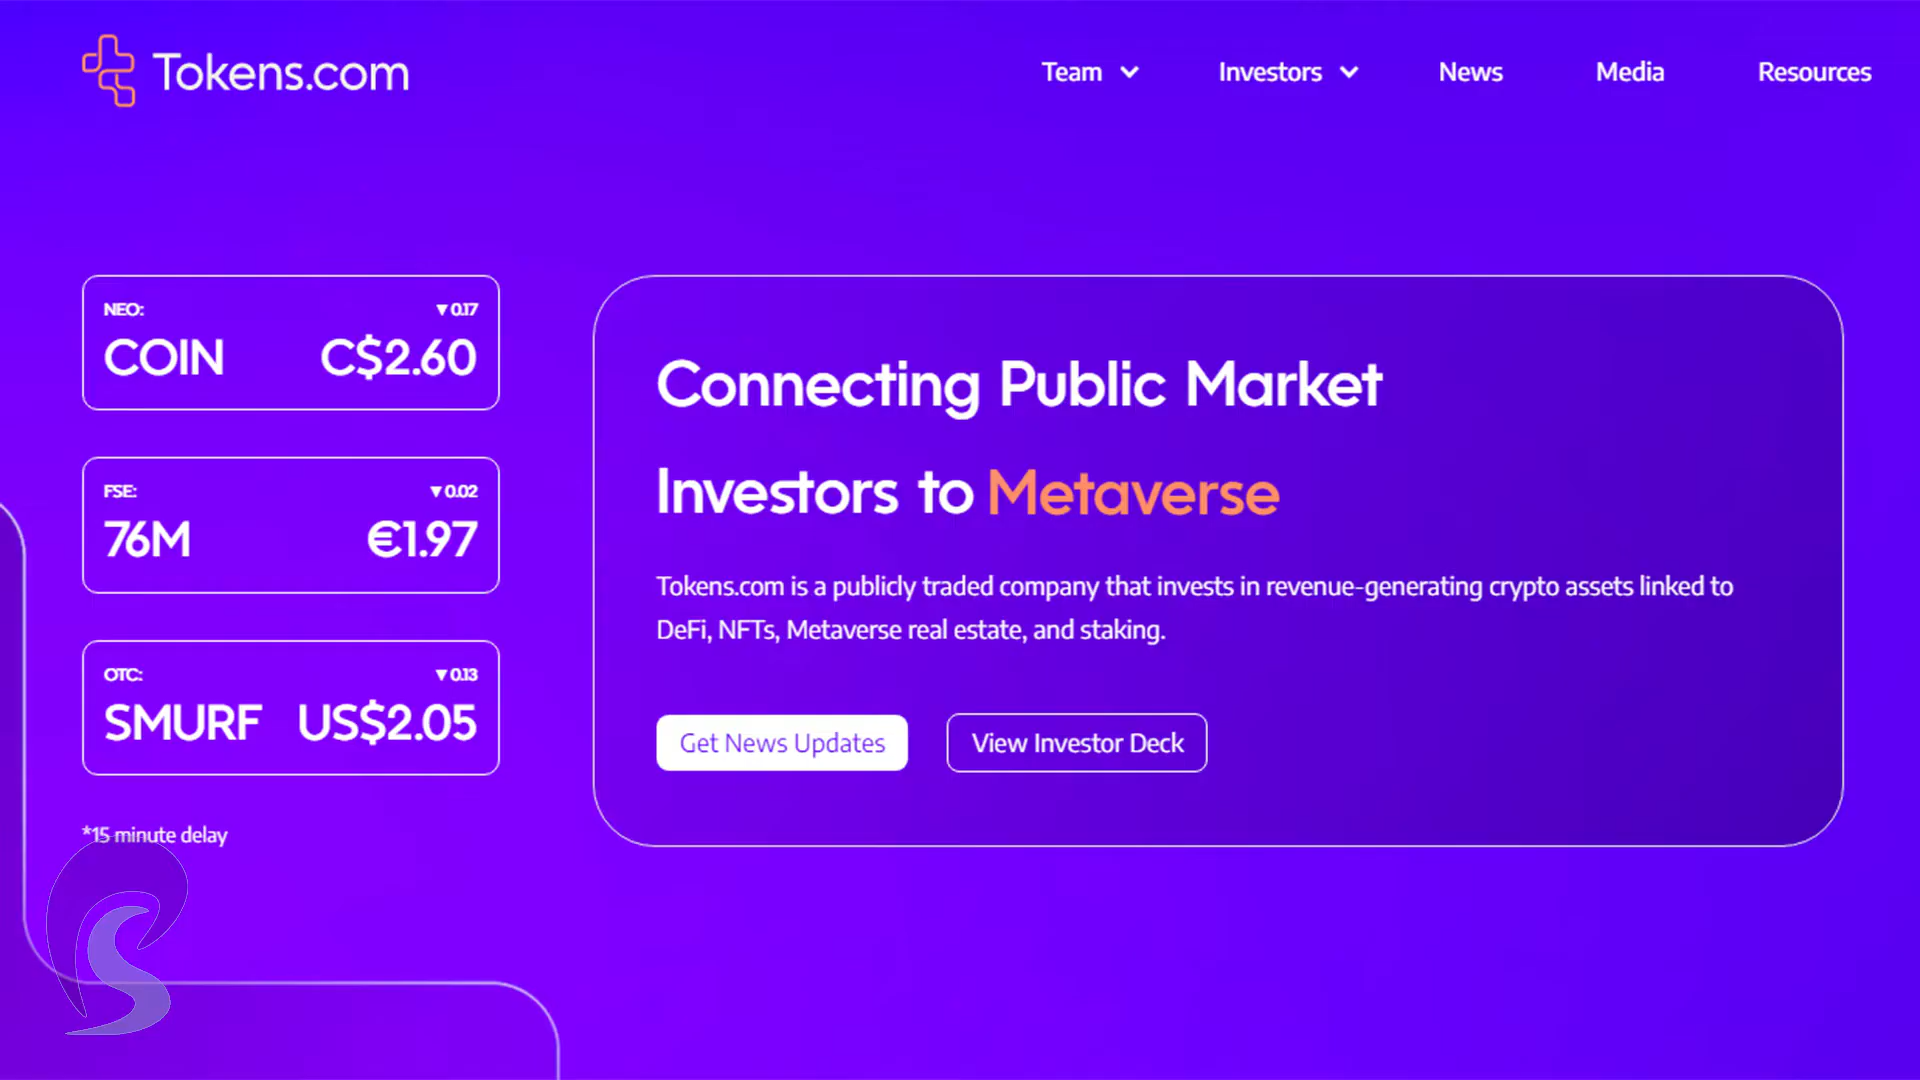 Tokens.com
Team
Investors
News
Media
Resources
NEO:
▼0.17
COIN
C$2.60
FSE:
▼0.02
76M
€1.97
OTC:
▼0.13
SMURF
US$2.05
*15 minute delay
Connecting Public Market
Investors to Metaverse
Tokens.com is a publicly traded company that invests in revenue-generating crypto assets linked to
DeFi, NFTs, Metaverse real estate, and staking.
Get News Updates
View Investor Deck